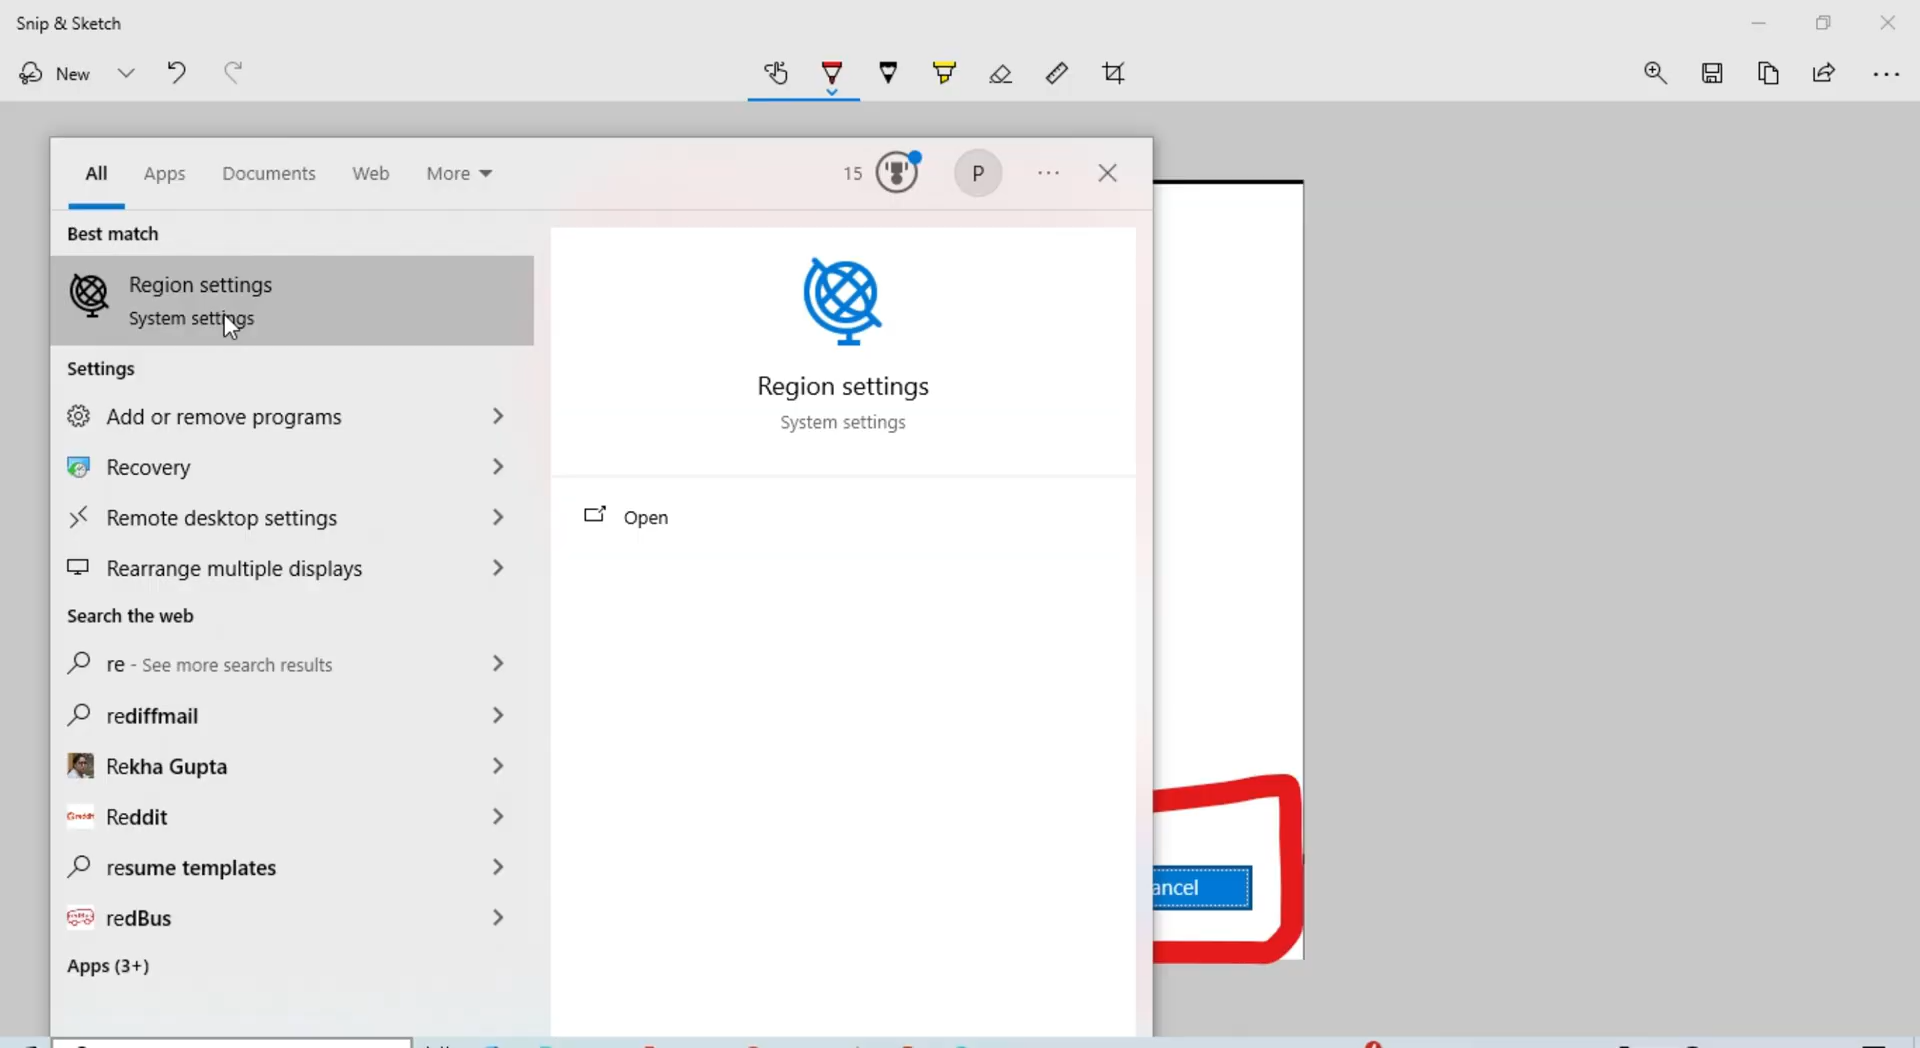 Snip & Sketch
New
All Apps Documents Web More 15 P
Best match
Region settings
System settings
Settings
Add or remove programs
Recovery
Remote desktop settings
Rearrange multiple displays
Search the web
re - See more search results
rediffmail
Rekha Gupta
Reddit
resume templates
redBus
Apps (3+)
Region settings
System settings
Open
ancel